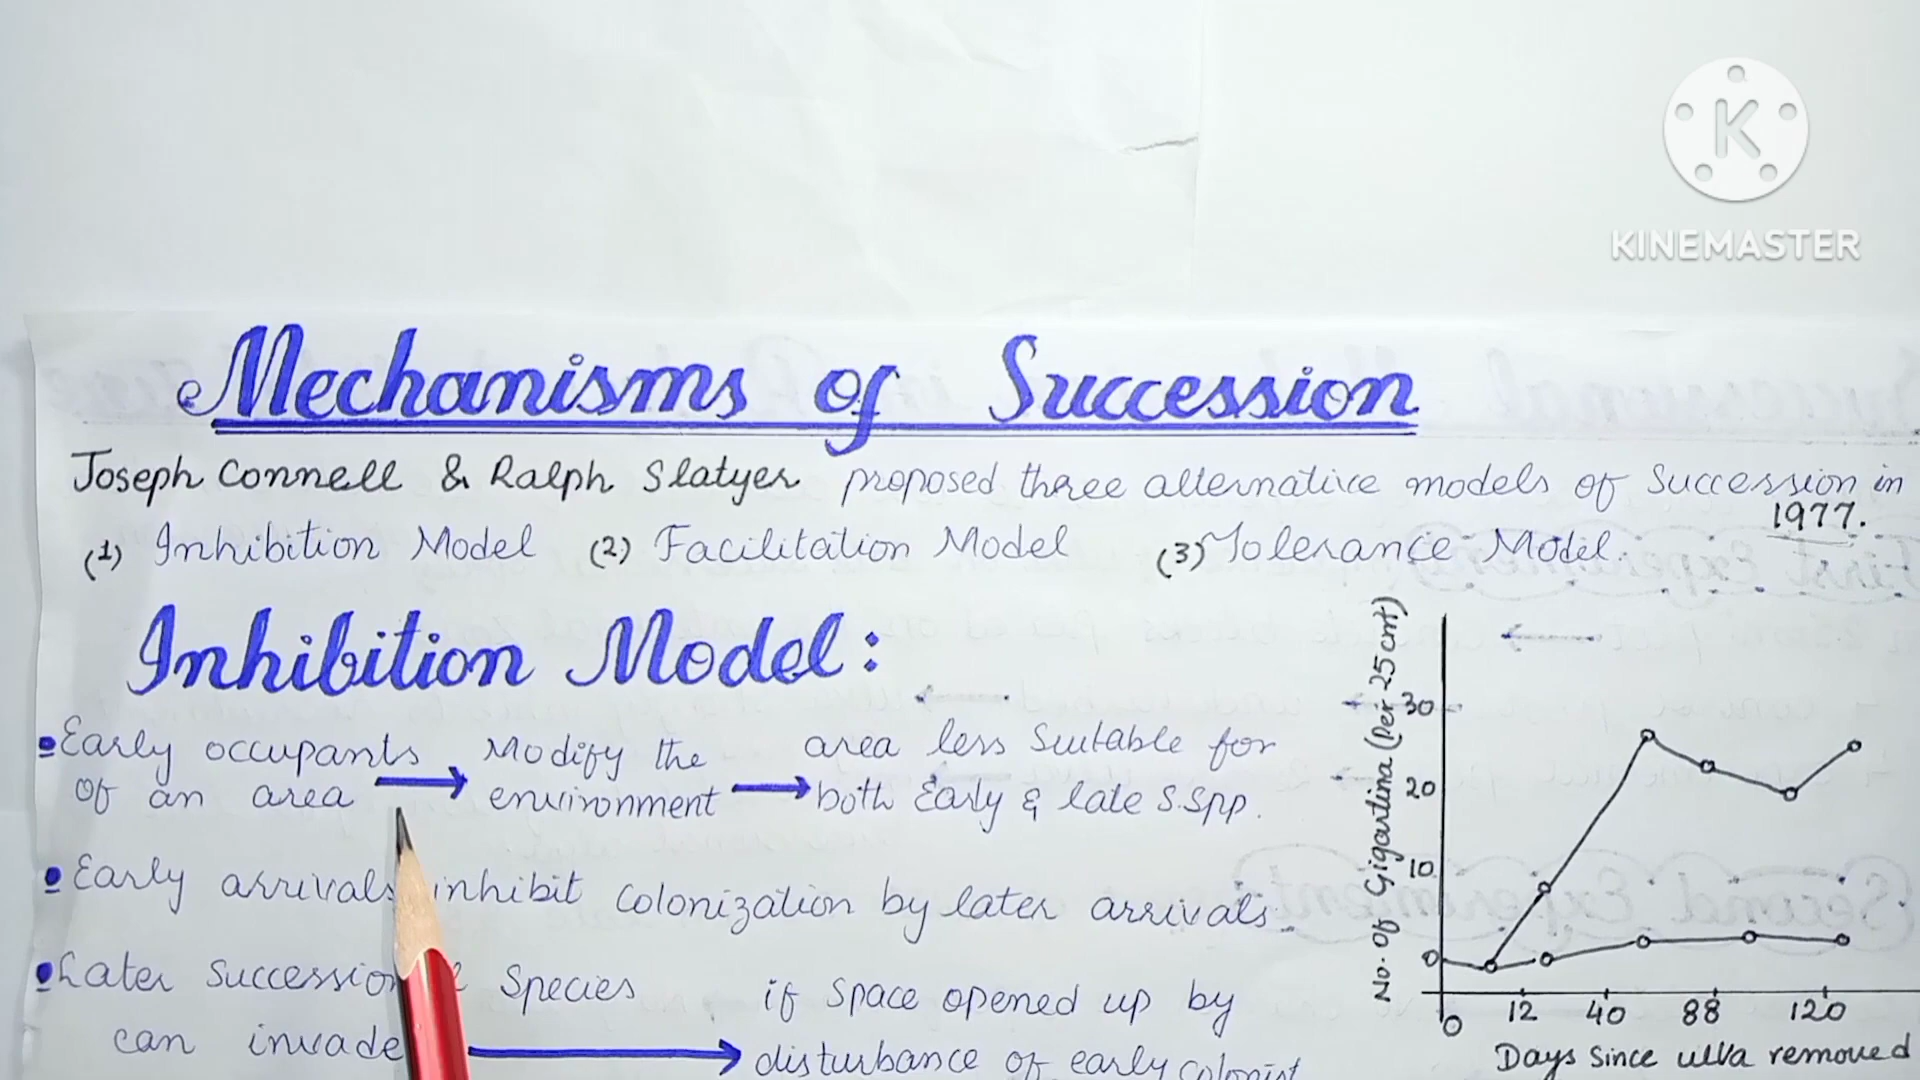 KINEMASTER
Mechanisms of Succession
Joseph Connell & Ralph Slatyer proposed three alternative models of Succession in
1977.
(1) Inhibition Model (2) Facilitation Model (3) Tolerance Model.
Inhibition Model:
Early occupants Modify the area less Suitable for
of an area environment both Early & late S.Spp.
Early arrivals inhibit colonization by later arrivals.
Later Species if space opened up by
can invade disturbance of early colonist
No. of Gigartina (Per 25 cm²)
30
20
10
0
0 12 40 88 120
Days Since ulva removed